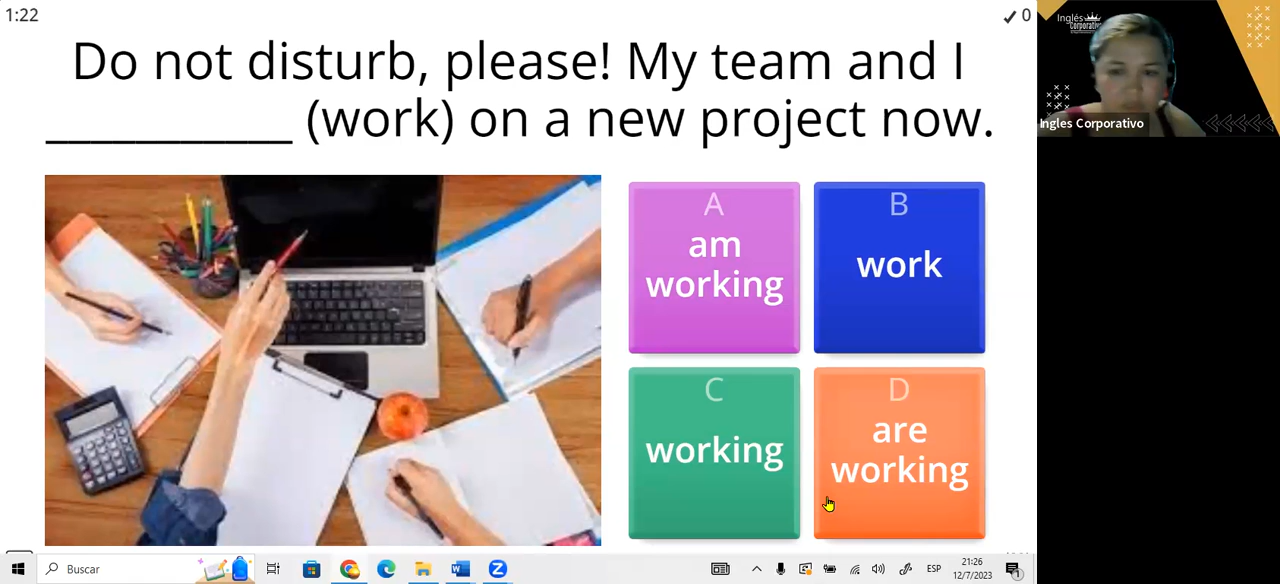 1:22
✓ 0
Do not disturb, please! My team and I
___________ (work) on a new project now.
A
am
working
B
work
C
working
D
are
working
Inglés
Corporativo
Ingles Corporativo
Buscar
ESP
21:26
12/7/2023
1